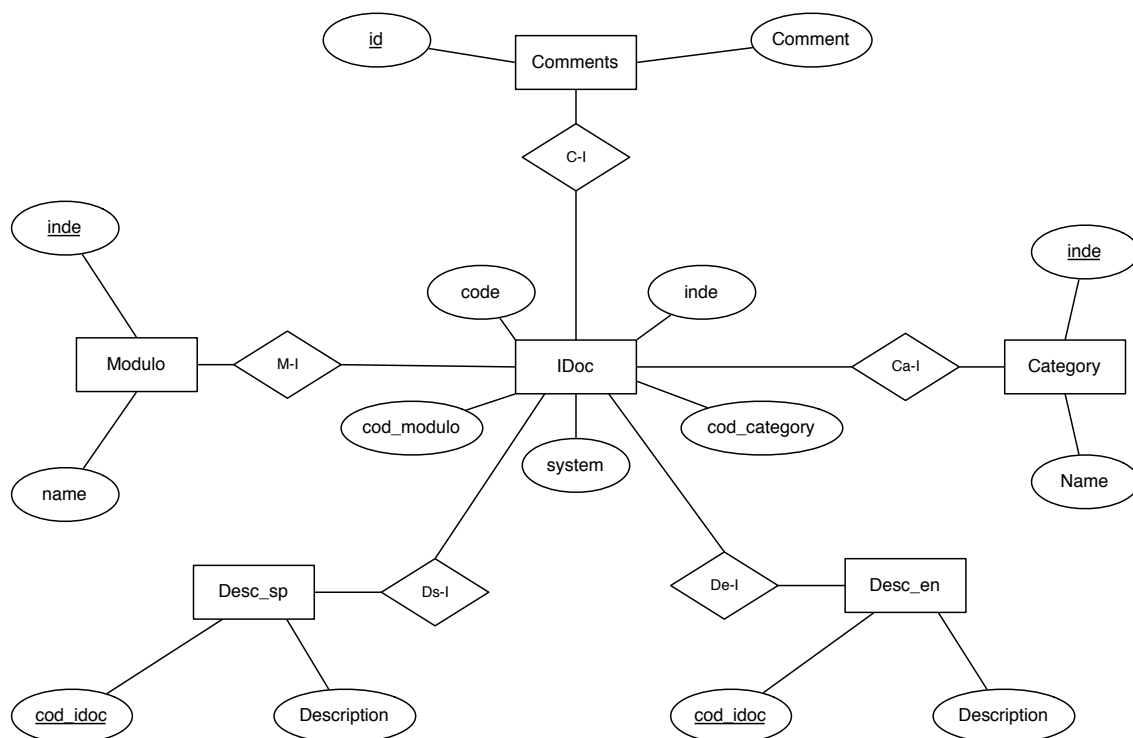 id
Comments
Comment
C-I
inde
inde
code
inde
Modulo
M-I
IDoc
Ca-I
Category
cod_modulo
cod_category
system
name
Name
Desc_sp
Ds-I
De-I
Desc_en
cod_idoc
Description
cod_idoc
Description